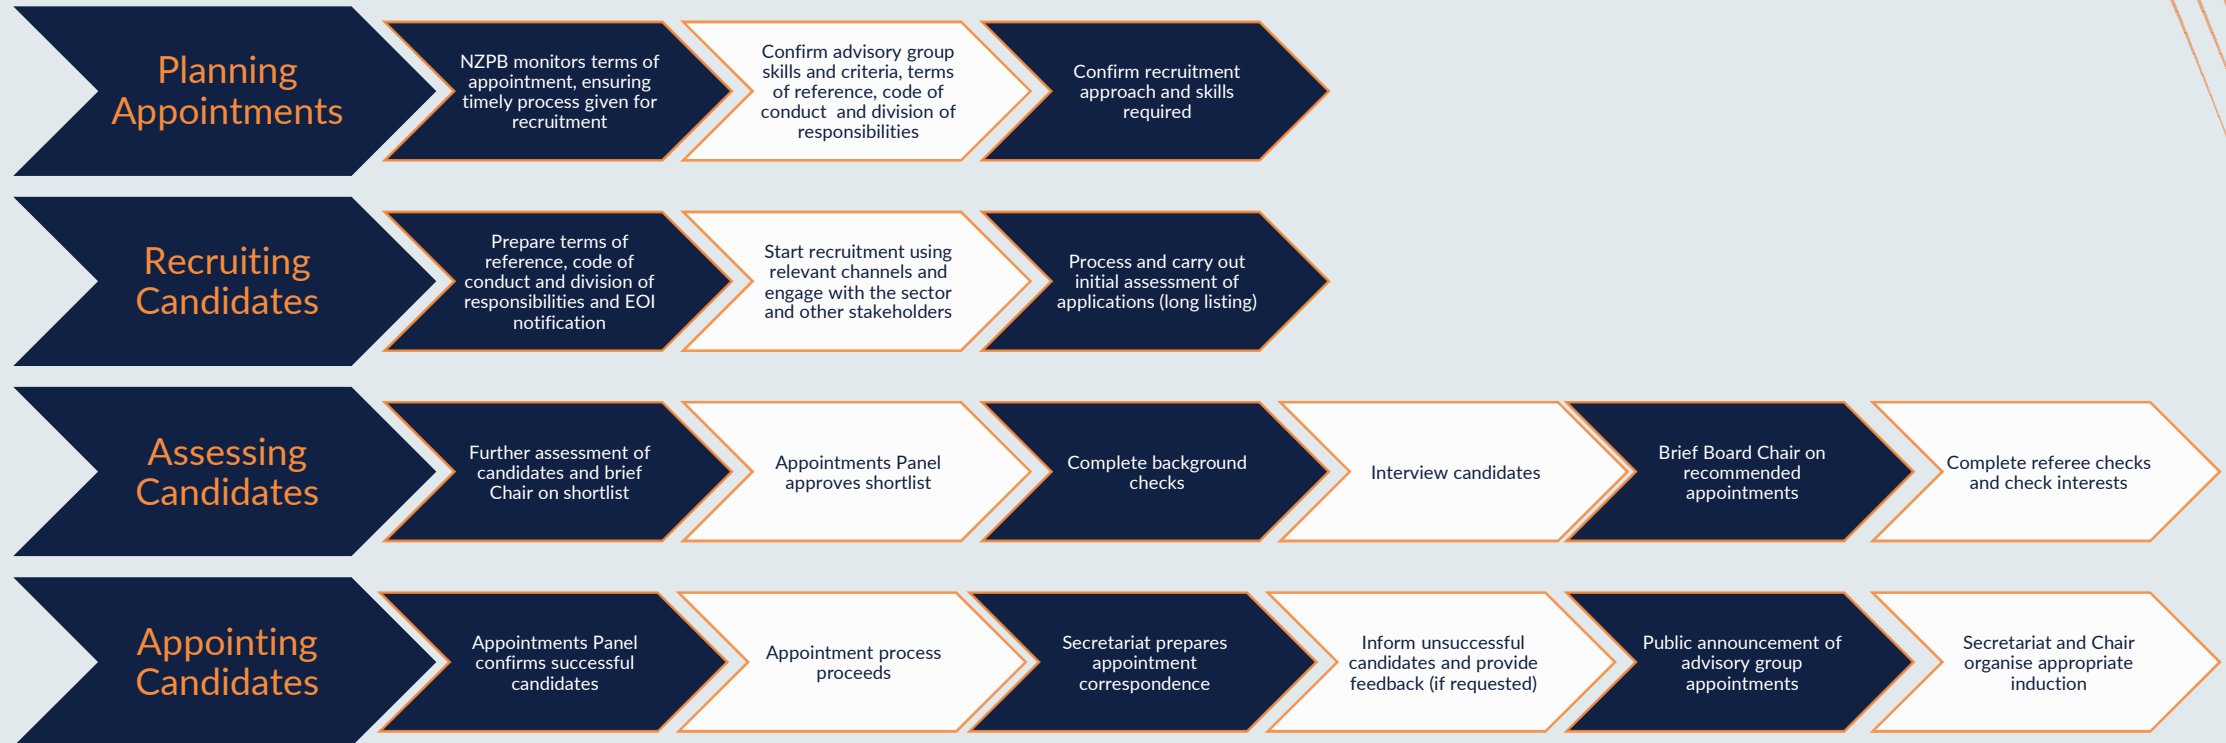 Planning
Appointments
NZPB monitors terms of
appointment, ensuring
timely process given for
recruitment
Confirm advisory group
skills and criteria, terms
of reference, code of
conduct and division of
responsibilities
Confirm recruitment
approach and skills
required
Recruiting
Candidates
Prepare terms of
reference, code of
conduct and division of
responsibilities and EOI
notification
Start recruitment using
relevant channels and
engage with the sector
and other stakeholders
Process and carry out
initial assessment of
applications (long listing)
Assessing
Candidates
Further assessment of
candidates and brief
Chair on shortlist
Appointments Panel
approves shortlist
Complete background
checks
Interview candidates
Brief Board Chair on
recommended
appointments
Complete referee checks
and check interests
Appointing
Candidates
Appointments Panel
confirms successful
candidates
Appointment process
proceeds
Secretariat prepares
appointment
correspondence
Inform unsuccessful
candidates and provide
feedback (if requested)
Public announcement of
advisory group
appointments
Secretariat and Chair
organise appropriate
induction